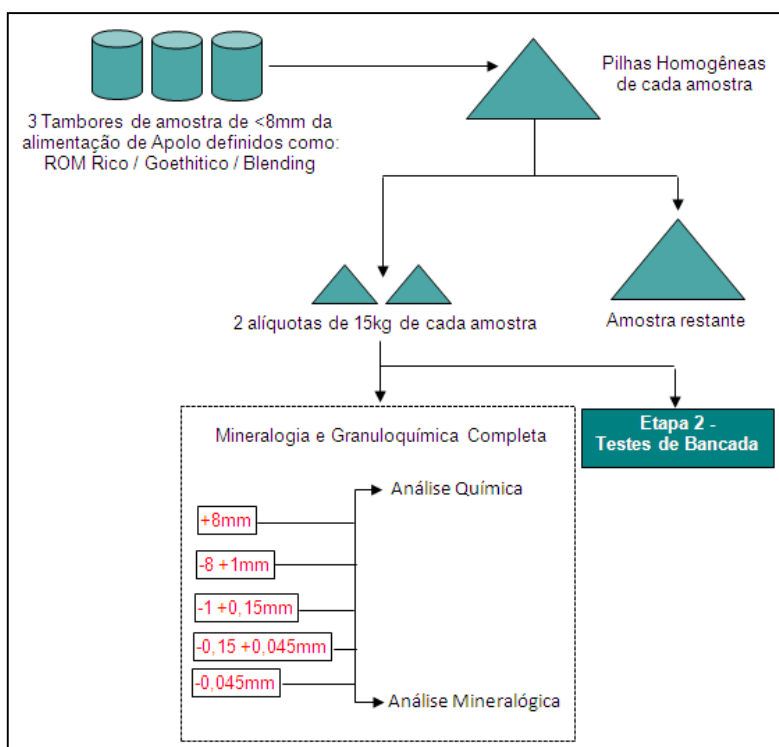 Pilhas Homogêneas
de cada amostra
3 Tambores de amostra de <8mm da
alimentação de Apolo definidos como:
ROM Rico / Goethitico / Blending
2 alíquotas de 15kg de cada amostra
Amostra restante
Mineralogia e Granuloquímica Completa
Etapa 2 -
Testes de Bancada
Análise Química
+8mm
-8 +1mm
-1 +0,15mm
-0,15 +0,045mm
-0,045mm
Análise Mineralógica